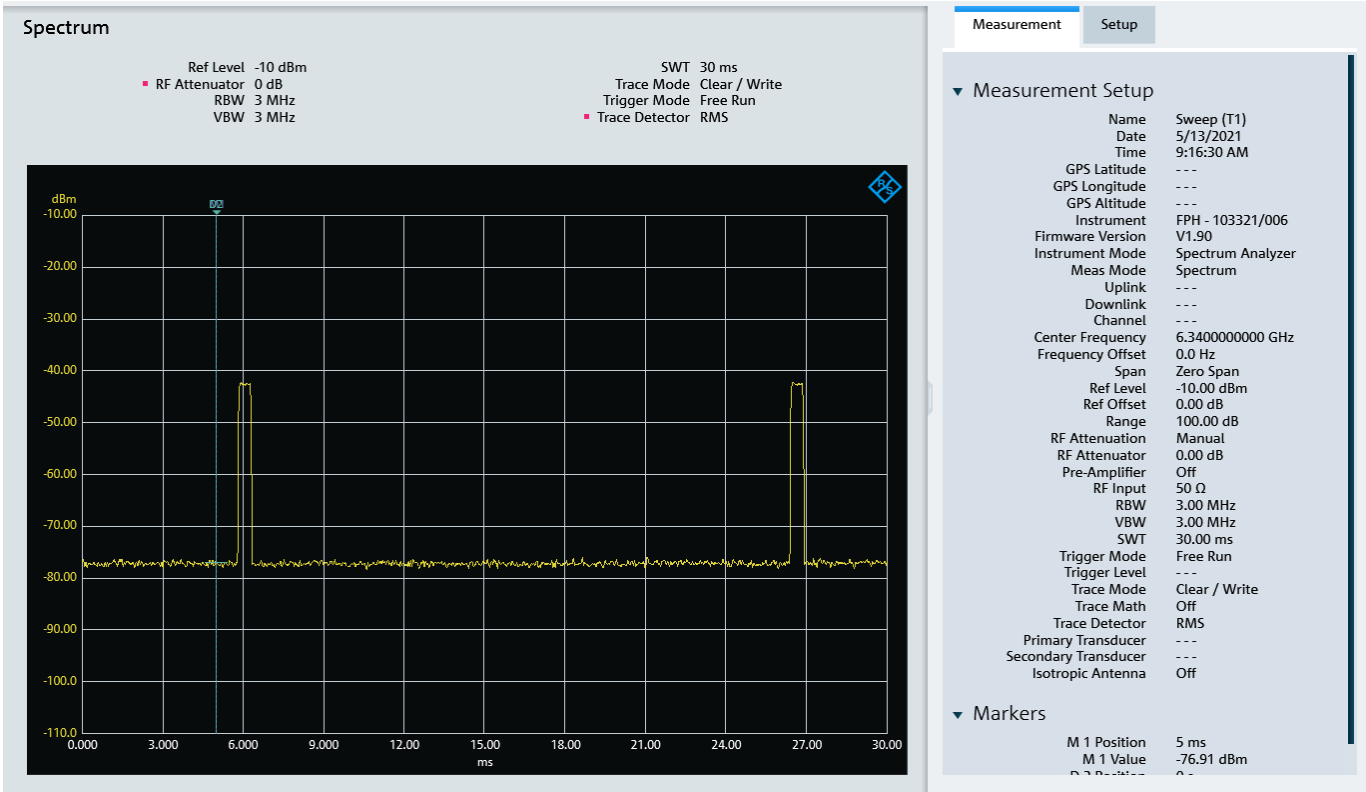 Spectrum
Ref Level -10 dBm
RF Attenuator 0 dB
RBW 3 MHz
VBW 3 MHz
SWT 30 ms
Trace Mode Clear / Write
Trigger Mode Free Run
Trace Detector RMS
dBm
-10.00
-20.00
-30.00
-40.00
-50.00
-60.00
-70.00
-80.00
-90.00
-100.0
-110.0
0.000 3.000 6.000 9.000 12.00 15.00 18.00 21.00 24.00 27.00 30.00
ms
R S
Measurement Setup
Measurement Setup
Name Sweep (T1)
Date 5/13/2021
Time 9:16:30 AM
GPS Latitude - - -
GPS Longitude - - -
GPS Altitude - - -
Instrument FPH - 103321/006
Firmware Version V1.90
Instrument Mode Spectrum Analyzer
Meas Mode Spectrum
Uplink - - -
Downlink - - -
Channel - - -
Center Frequency 6.3400000000 GHz
Frequency Offset 0.0 Hz
Span Zero Span
Ref Level -10.00 dBm
Ref Offset 0.00 dB
Range 100.00 dB
RF Attenuation Manual
RF Attenuator 0.00 dB
Pre-Amplifier Off
RF Input 50 Ω
RBW 3.00 MHz
VBW 3.00 MHz
SWT 30.00 ms
Trigger Mode Free Run
Trigger Level - - -
Trace Mode Clear / Write
Trace Math Off
Trace Detector RMS
Primary Transducer - - -
Secondary Transducer - - -
Isotropic Antenna Off
Markers
M 1 Position 5 ms
M 1 Value -76.91 dBm